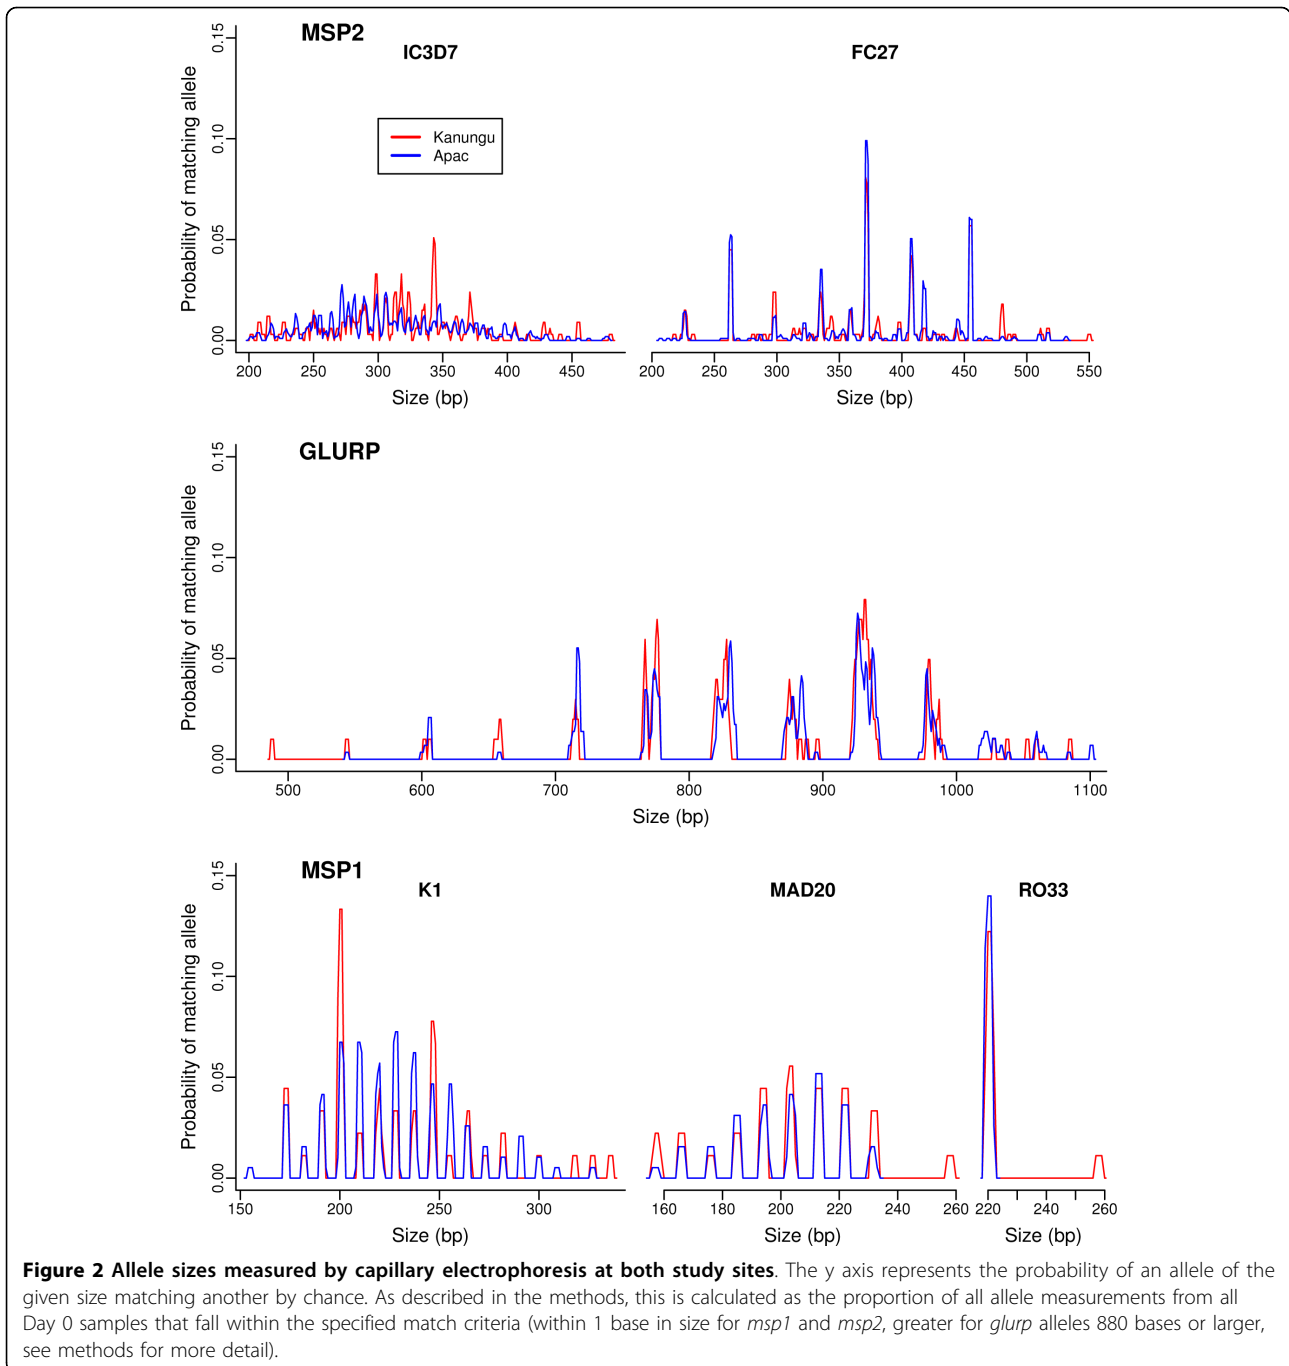 MSP2
IC3D7
FC27
Kanungu
Apac
Probability of matching allele
0.00 0.05 0.10 0.15
200 250 300 350 400 450
Size (bp)
200 250 300 350 400 450 500 550
Size (bp)
GLURP
Probability of matching allele
0.00 0.05 0.10 0.15
500 600 700 800 900 1000 1100
Size (bp)
MSP1
K1
MAD20
RO33
Probability of matching allele
0.00 0.05 0.10 0.15
150 200 250 300
Size (bp)
160 180 200 220 240 260
Size (bp)
220 240 260
Size (bp)
Figure 2 Allele sizes measured by capillary electrophoresis at both study sites. The y axis represents the probability of an allele of the
given size matching another by chance. As described in the methods, this is calculated as the proportion of all allele measurements from all
Day 0 samples that fall within the specified match criteria (within 1 base in size for msp1 and msp2, greater for glurp alleles 880 bases or larger,
see methods for more detail).